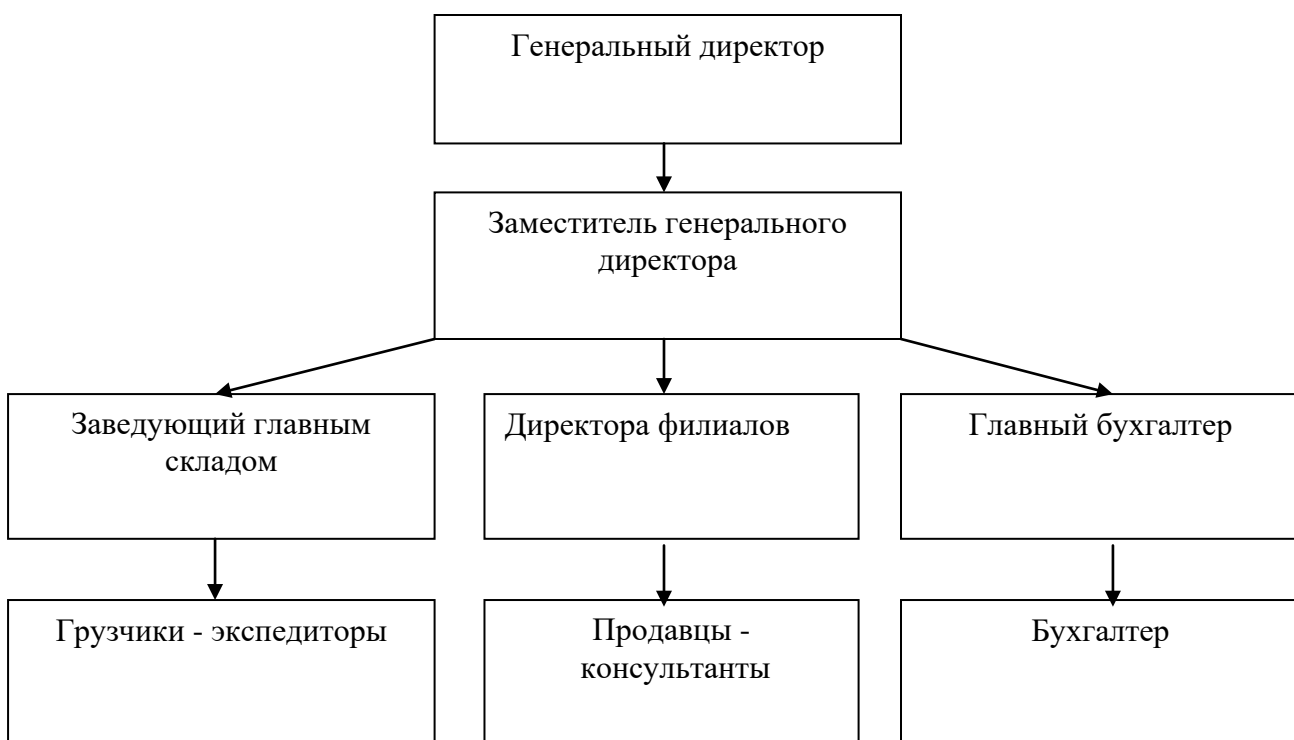 Генеральный директор
Заместитель генерального
директора
Заведующий главным
складом
Директора филиалов
Главный бухгалтер
Грузчики - экспедиторы
Продавцы -
консультанты
Бухгалтер